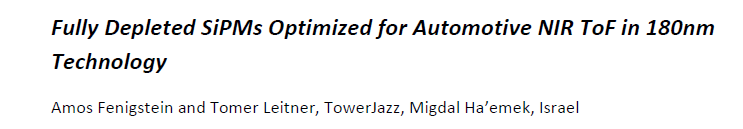 Fully Depleted SiPMs Optimized for Automotive NIR ToF in 180nm
Technology
Amos Fenigstein and Tomer Leitner, TowerJazz, Migdal Ha’emek, Israel